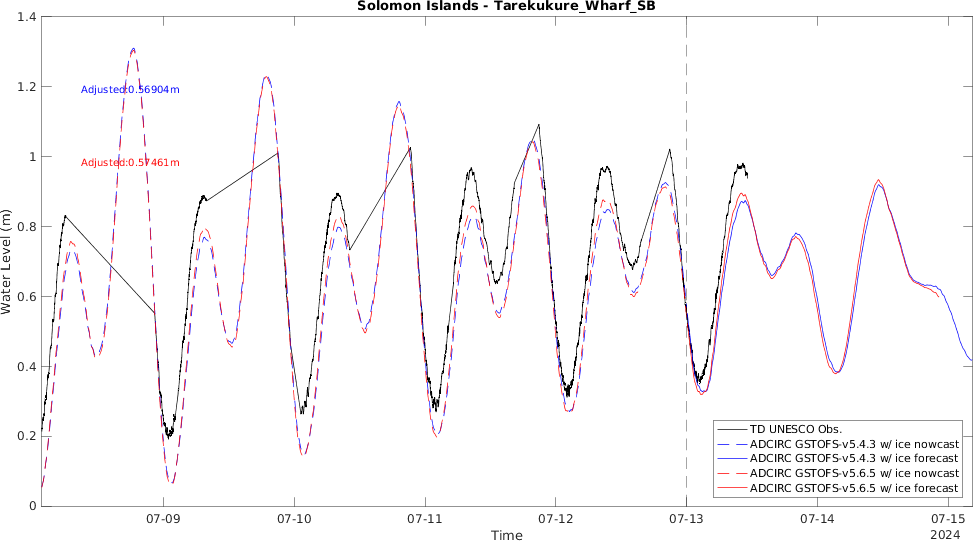 Solomon Islands - Tarekukure_Wharf_SB
1.4
1.2
1
0.8
0.6
0.4
0.2
0
Water Level (m)
Adjusted:0.56904m
Adjusted:0.57461m
TD UNESCO Obs.
ADCIRC GSTOFS-v5.4.3 w/ ice nowcast
ADCIRC GSTOFS-v5.4.3 w/ ice forecast
ADCIRC GSTOFS-v5.6.5 w/ ice nowcast
ADCIRC GSTOFS-v5.6.5 w/ ice forecast
07-09 07-10 07-11 07-12 07-13 07-14 07-15
Time 2024